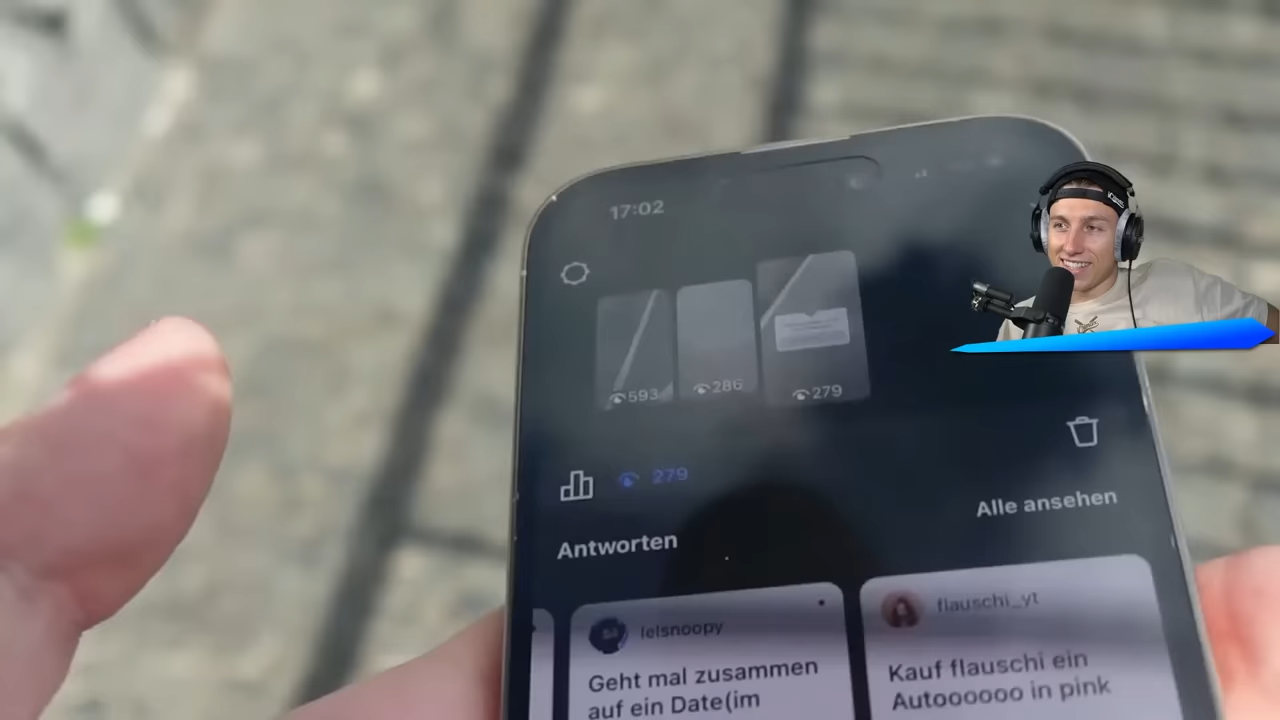 17:02
593
286
279
279
Alle ansehen
Antworten
lelsnoopy
Geht mal zusammen
auf ein Date(im
flauschi_yt
Kauf flauschi ein
Autoooooo in pink